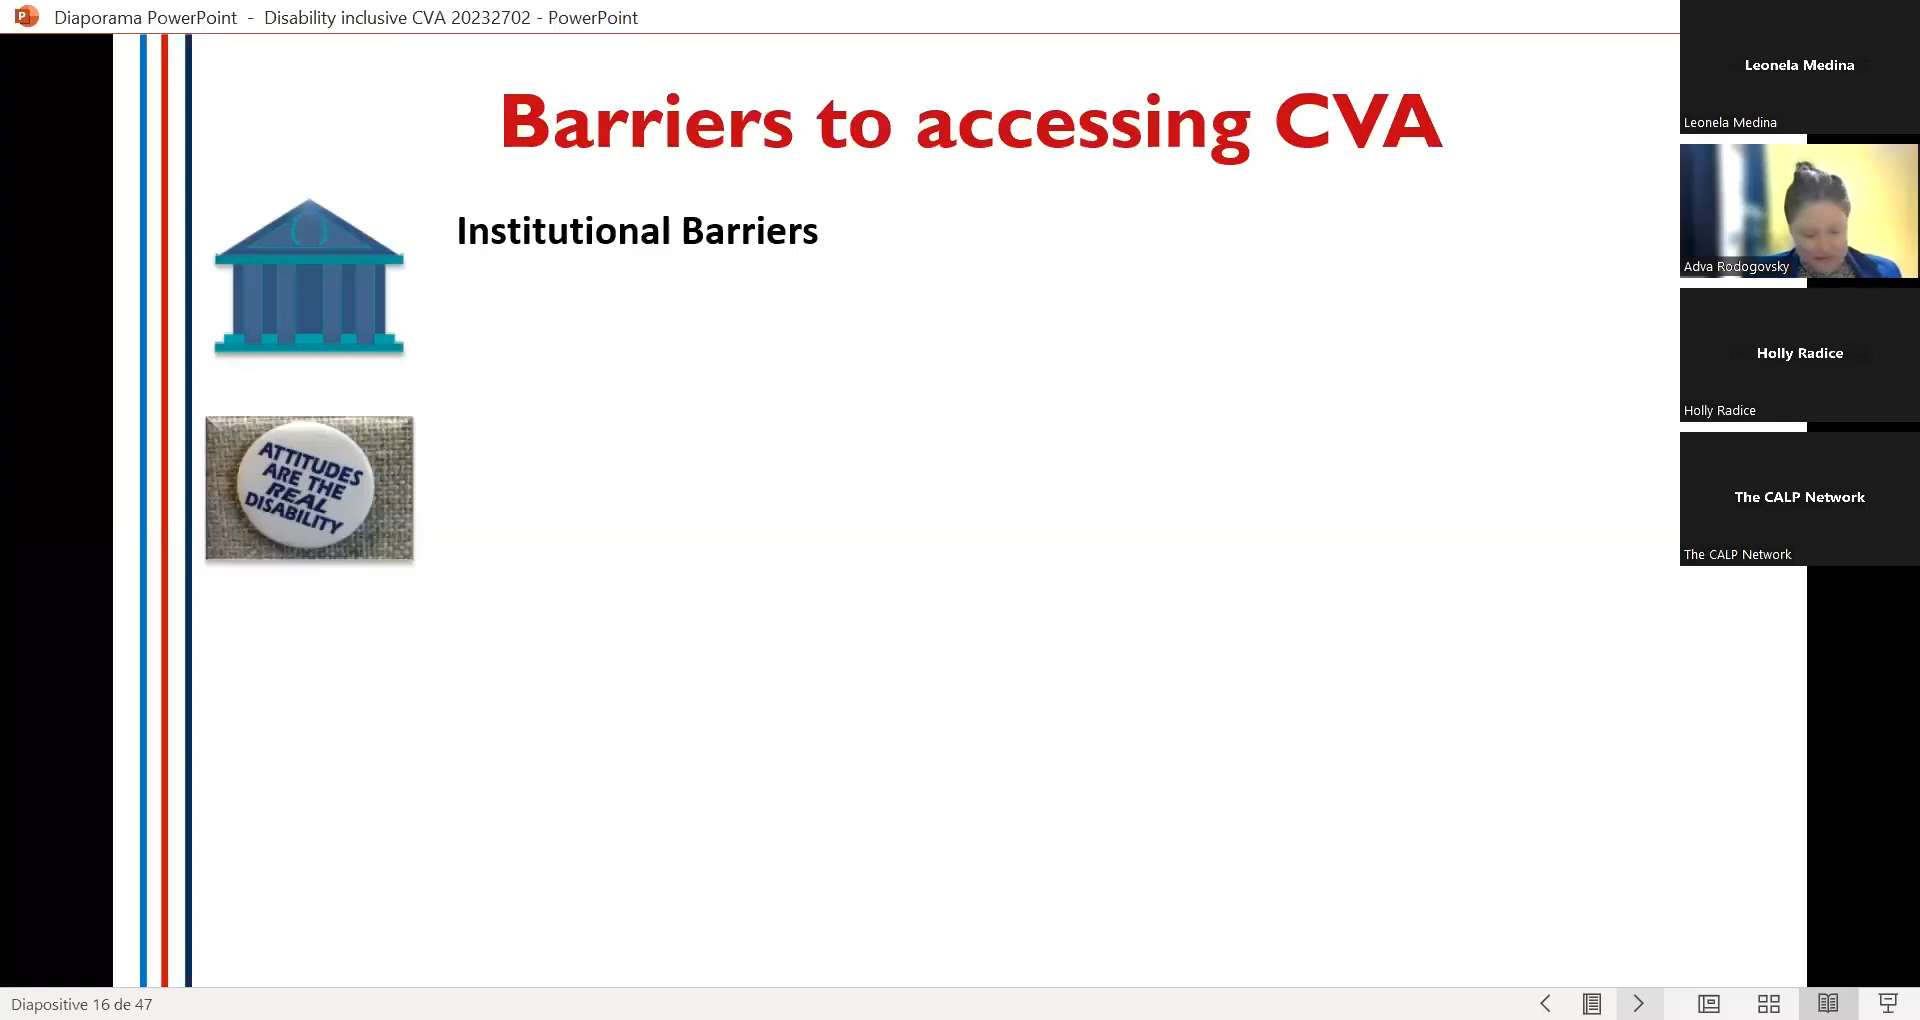 Diaporama PowerPoint - Disability inclusive CVA 20232702 - PowerPoint
Barriers to accessing CVA
Institutional Barriers
ATTITUDES
ARE THE
REAL
DISABILITY
Leonela Medina
Leonela Medina
Adva Rodogovsky
Holly Radice
Holly Radice
The CALP Network
The CALP Network
Diapositive 16 de 47